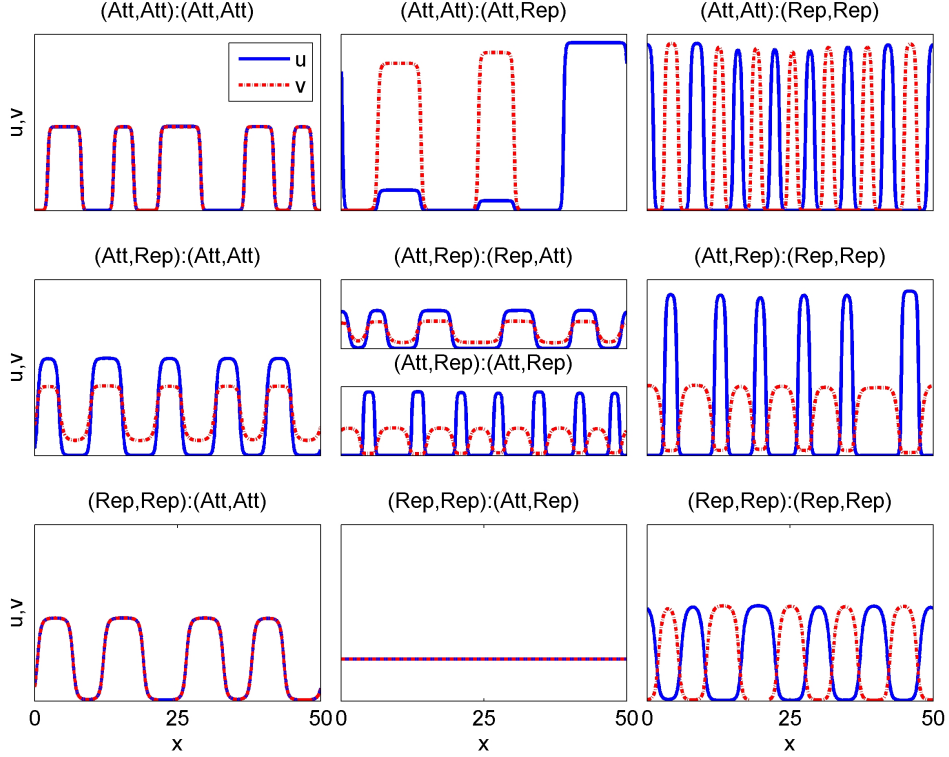 (Att,Att):(Att,Att)
(Att,Att):(Att,Rep)
(Att,Att):(Rep,Rep)
u
v
u,v
(Att,Rep):(Att,Att)
(Att,Rep):(Rep,Att)
(Att,Rep):(Rep,Rep)
(Att,Rep):(Att,Rep)
u,v
(Rep,Rep):(Att,Att)
(Rep,Rep):(Att,Rep)
(Rep,Rep):(Rep,Rep)
u,v
0 25 50
0 25 50
0 25 50
x
x
x